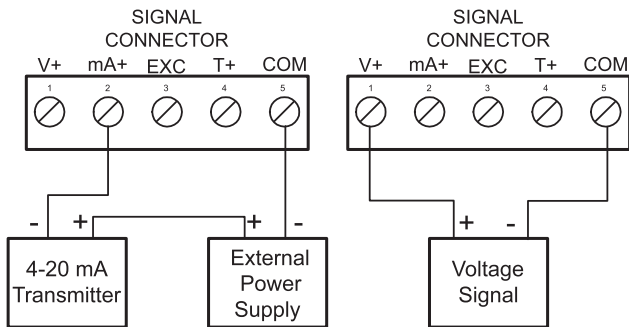 SIGNAL
CONNECTOR
V+ mA+ EXC T+ COM
1 2 3 4 5
- + + -
4-20 mA
Transmitter
External
Power
Supply
SIGNAL
CONNECTOR
V+ mA+ EXC T+ COM
1 2 3 4 5
+ -
Voltage
Signal